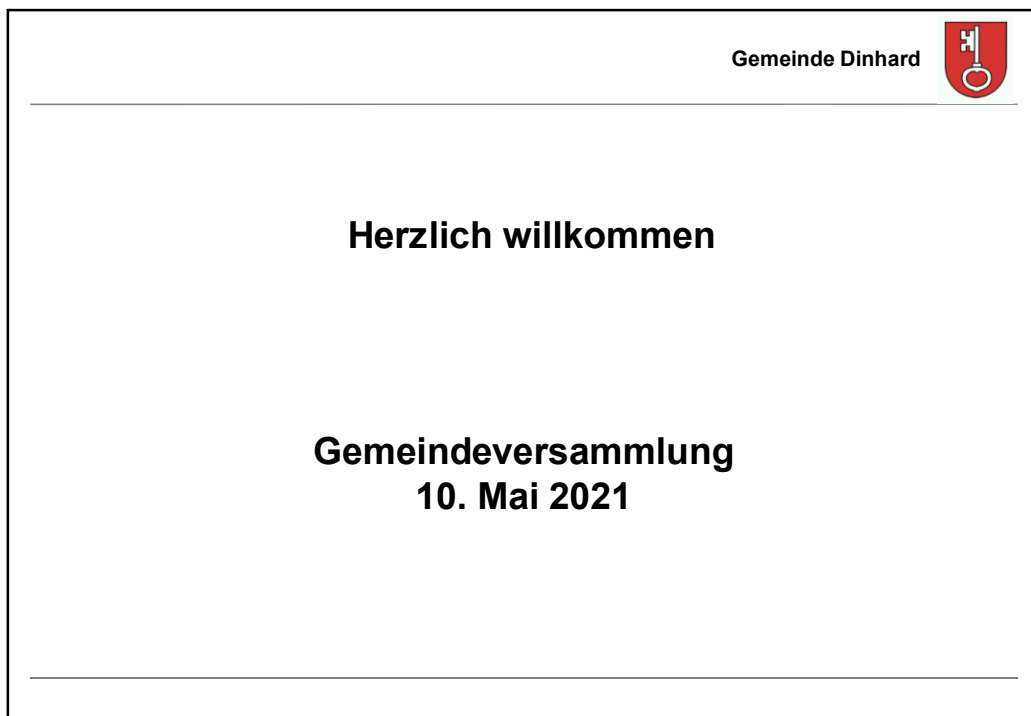 Gemeinde Dinhard
Herzlich willkommen
Gemeindeversammlung
10. Mai 2021